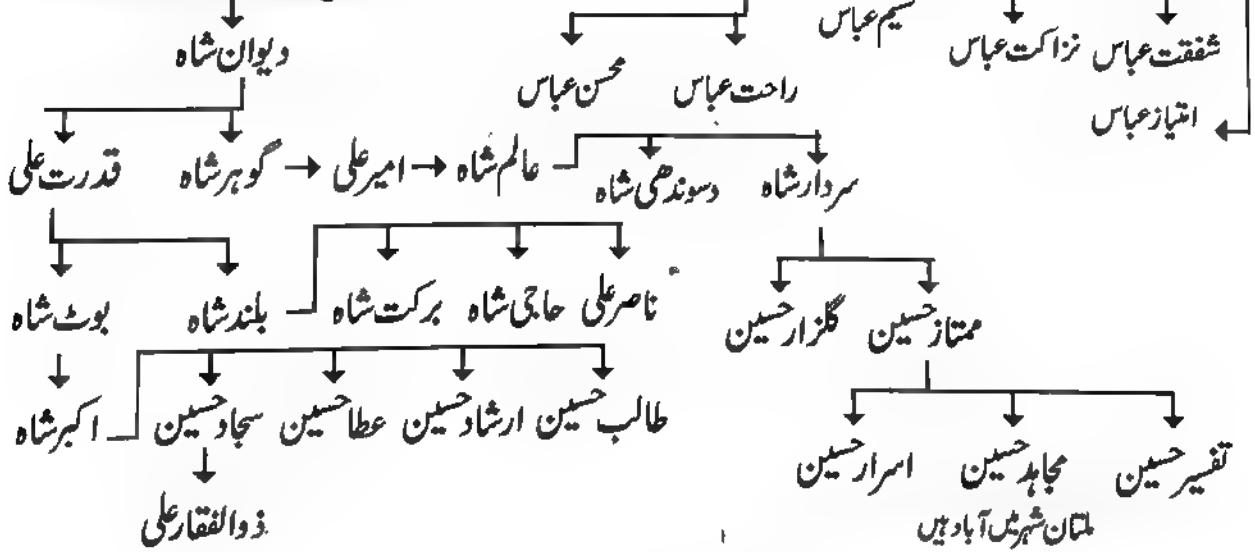 نسیم عباس
شفقت عباس نزاکت عباس
دیوان شاہ
راحت عباس محسن عباس
امتیاز عباس
سردار شاہ دسوندھی شاہ عالم شاہ امیر علی گوہر شاہ قدرت علی
ناصر علی حاجی شاہ برکت شاہ بلند شاہ بوٹ شاہ
ممتاز حسین گلزار حسین
طالب حسین ارشاد حسین عطا حسین سجاد حسین اکبر شاہ
تفسیر حسین مجاہد حسین اسرار حسین
ملتان شہر میں آباد ہیں
ذوالفقار علی